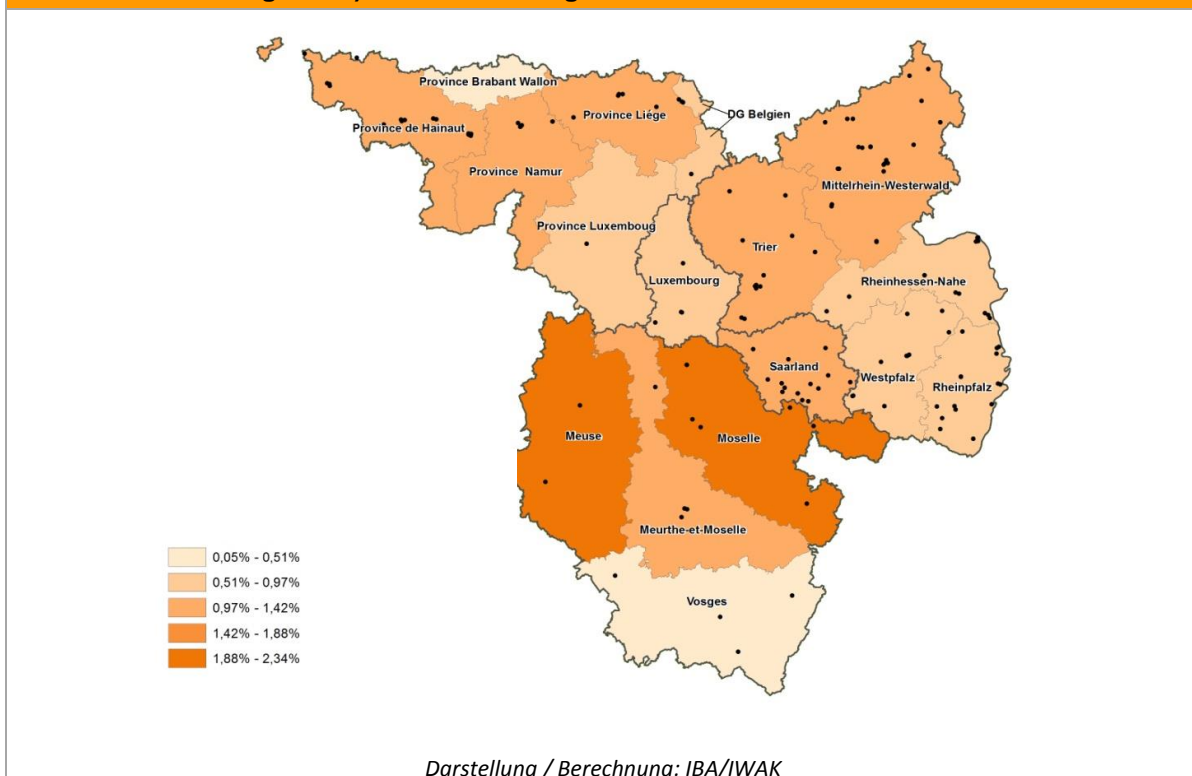 Province Brabant Wallon
Province Liége
DG Belgien
Province de Hainaut
Province Namur
Mittelrhein-Westerwald
Province Luxemboug
Trier
Luxembourg
Rheinhessen-Nahe
Saarland
Westpfalz
Rheinpfalz
Meuse
Moselle
Meurthe-et-Moselle
Vosges
0,05% - 0,51%
0,51% - 0,97%
0,97% - 1,42%
1,42% - 1,88%
1,88% - 2,34%
Darstellung / Berechnung: IBA/IWAK